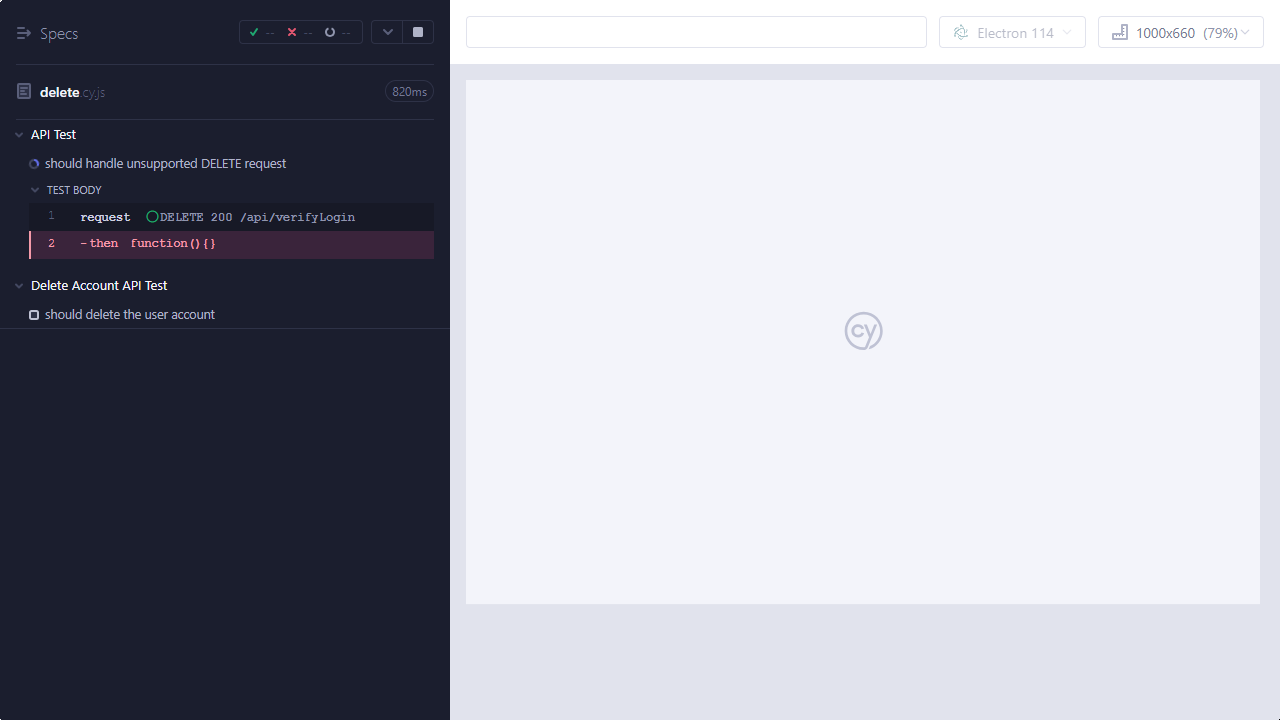 Specs
-- -- --
delete.cy.js
820ms
API Test
should handle unsupported DELETE request
TEST BODY
1 request DELETE 200 /api/verifyLogin
2 -then function(){}
Delete Account API Test
should delete the user account
Electron 114
1000x660 (79%)
cy